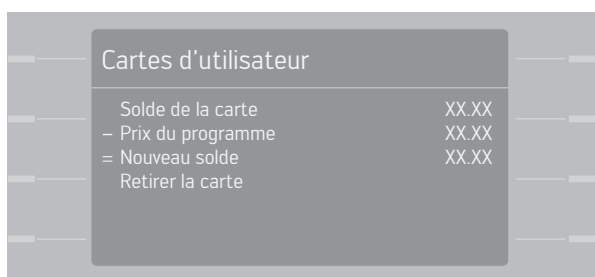 Cartes d'utilisateur
Solde de la carte XX.XX
– Prix du programme XX.XX
= Nouveau solde XX.XX
Retirer la carte